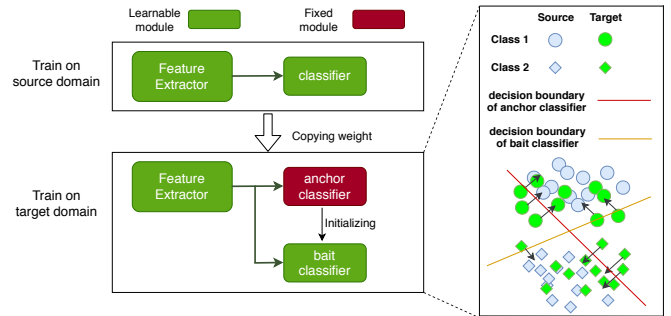 Learnable
module
Fixed
module
Train on
source domain
Feature
Extractor
classifier
Copying weight
Train on
target domain
Feature
Extractor
anchor
classifier
Initializing
bait
classifier
Source Target
Class 1
Class 2
decision boundary
of anchor classifier
decision boundary
of bait classifier